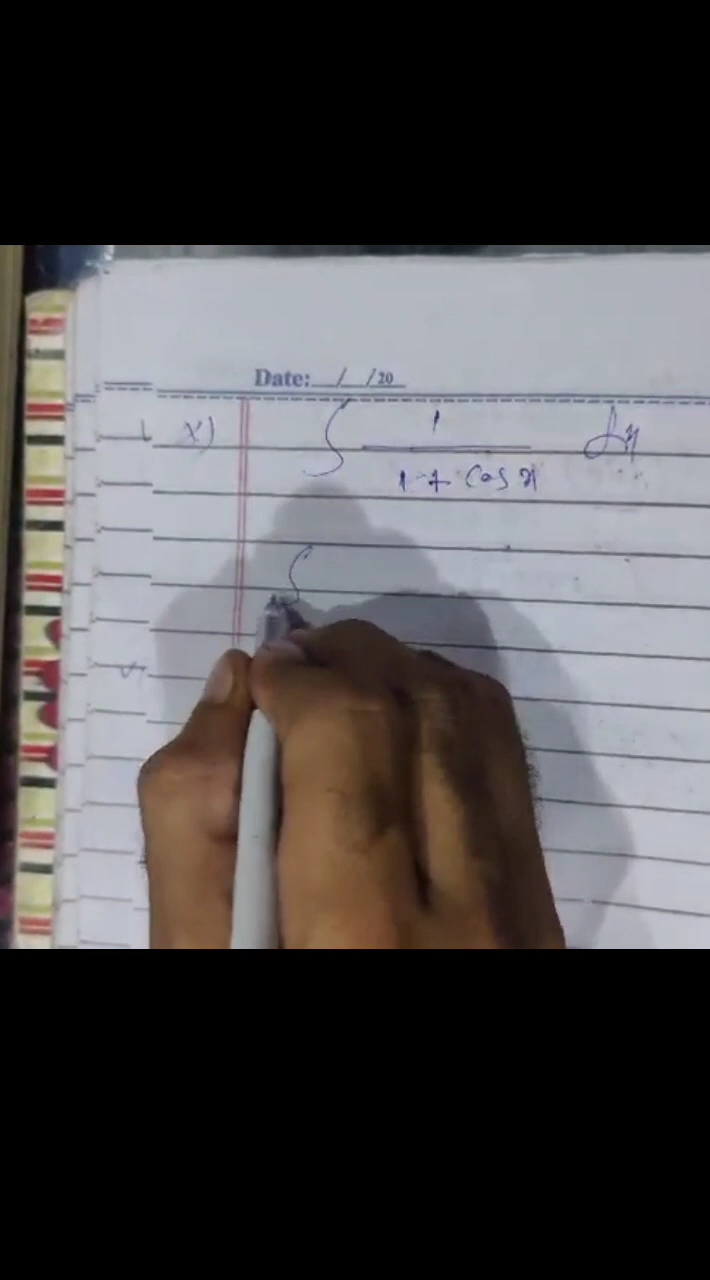 Date: / /20
x) ∫ 1 / 1 + cos x dx
∫